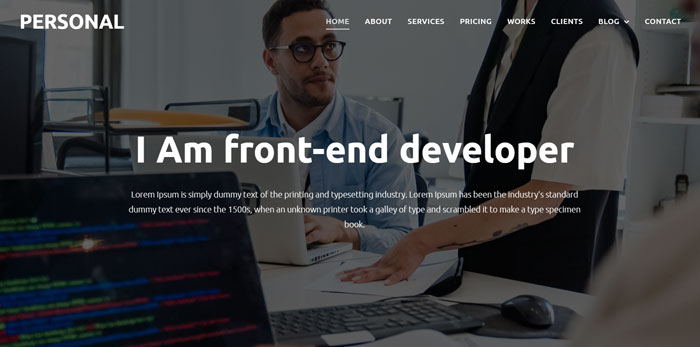 PERSONAL
HOME ABOUT SERVICES PRICING WORKS CLIENTS BLOG CONTACT
I Am front-end developer
Lorem Ipsum is simply dummy text of the printing and typesetting industry. Lorem Ipsum has been the industry's standard
dummy text ever since the 1500s, when an unknown printer took a galley of type and scrambled it to make a type specimen
book.